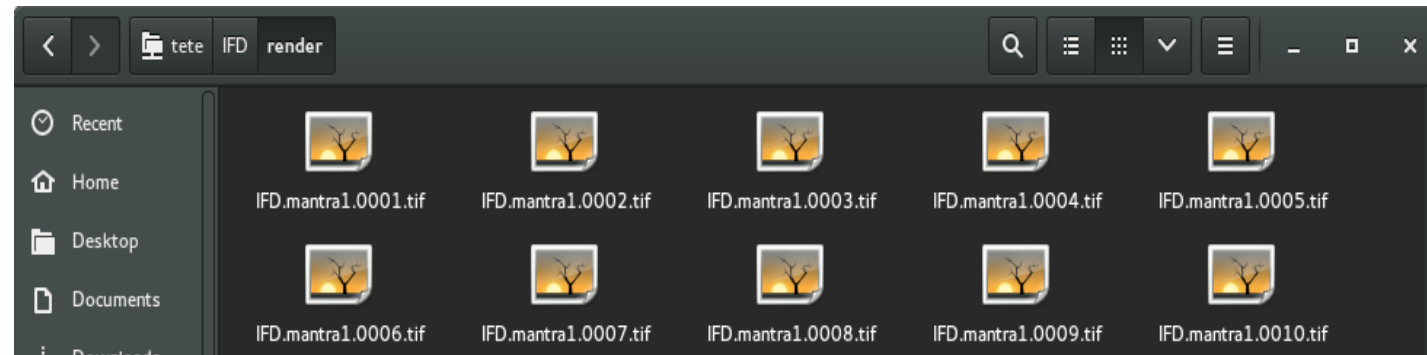 tete IFD render
Recent
Home
Desktop
Documents
Downloads
IFD.mantra1.0001.tif IFD.mantra1.0002.tif IFD.mantra1.0003.tif IFD.mantra1.0004.tif IFD.mantra1.0005.tif
IFD.mantra1.0006.tif IFD.mantra1.0007.tif IFD.mantra1.0008.tif IFD.mantra1.0009.tif IFD.mantra1.0010.tif